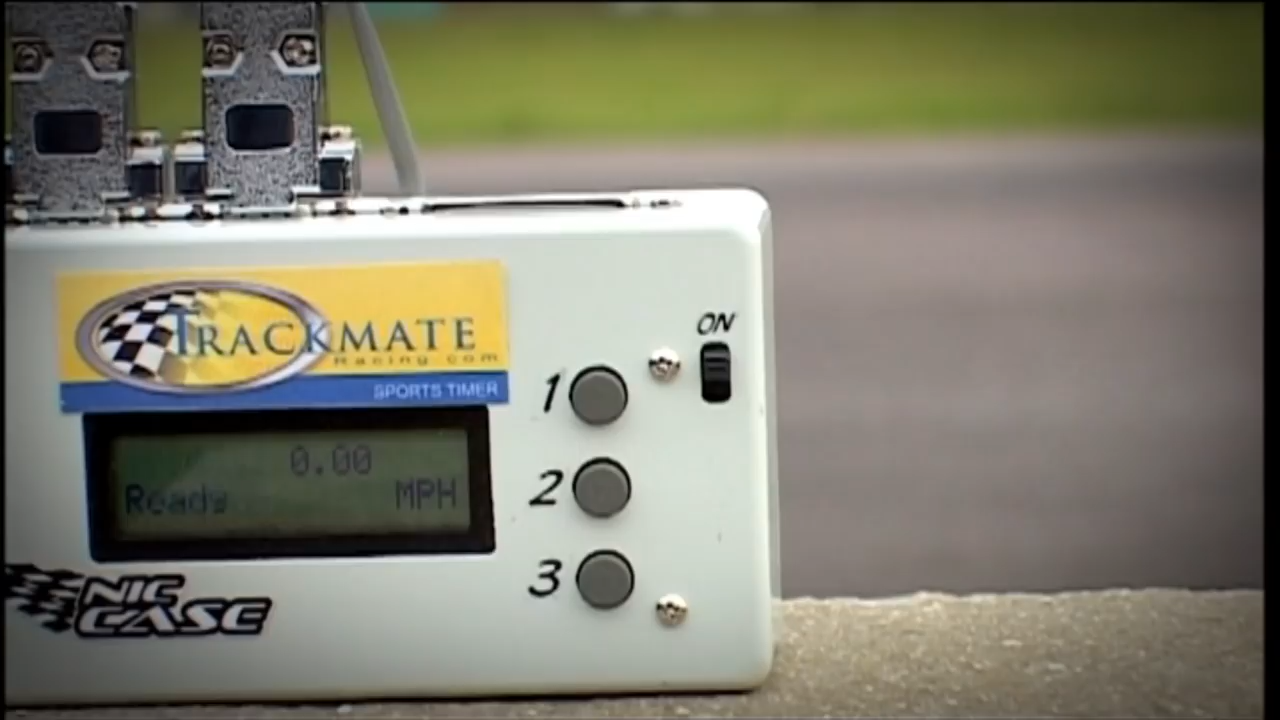 ON
TRACKMATE
Racing.com
SPORTS TIMER
1
0.00
Ready MPH
2
3
NIC
CASE